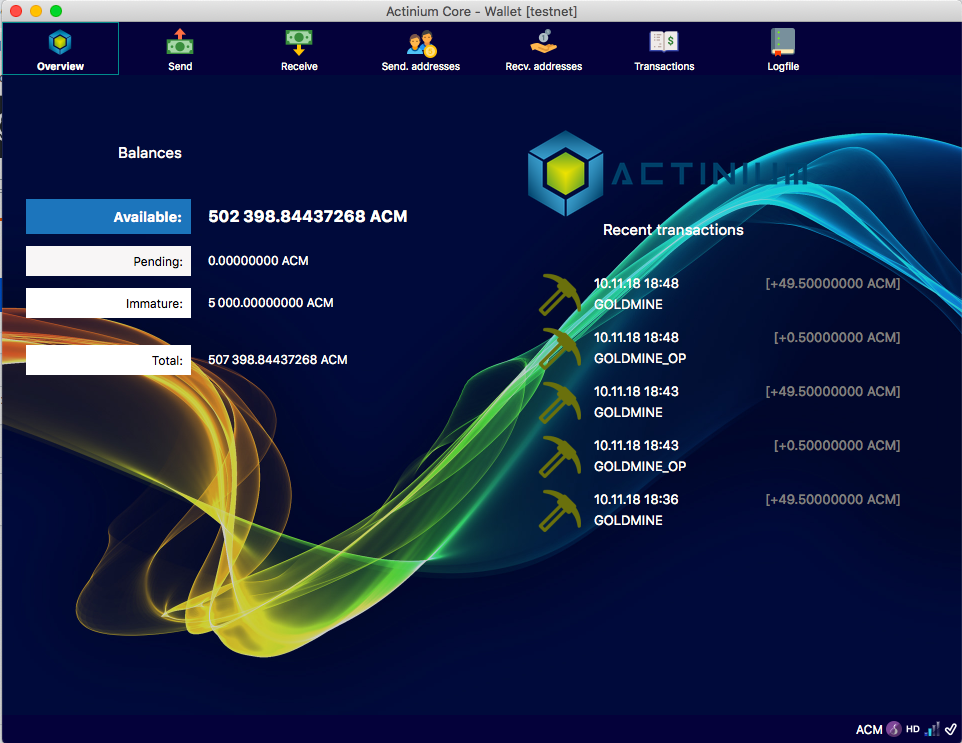 Actinium Core - Wallet [testnet]
Overview
Send
Receive
Send. addresses
Recv. addresses
Transactions
Logfile
Balances
Available: 502 398.84437268 ACM
Pending: 0.00000000 ACM
Immature: 5 000.00000000 ACM
Total: 507 398.84437268 ACM
ACTINIUM
Recent transactions
10.11.18 18:48 [+49.50000000 ACM]
GOLDMINE
10.11.18 18:48 [+0.50000000 ACM]
GOLDMINE_OP
10.11.18 18:43 [+49.50000000 ACM]
GOLDMINE
10.11.18 18:43 [+0.50000000 ACM]
GOLDMINE_OP
10.11.18 18:36 [+49.50000000 ACM]
GOLDMINE
ACM HD